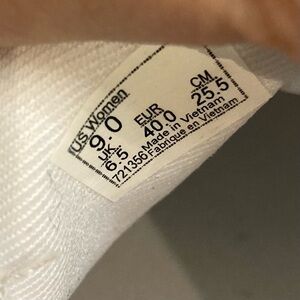 US Women EUR CM
9.0 40.0 25.5
UK
6.5 Made in Vietnam
721356 Fabriqué en Vietnam